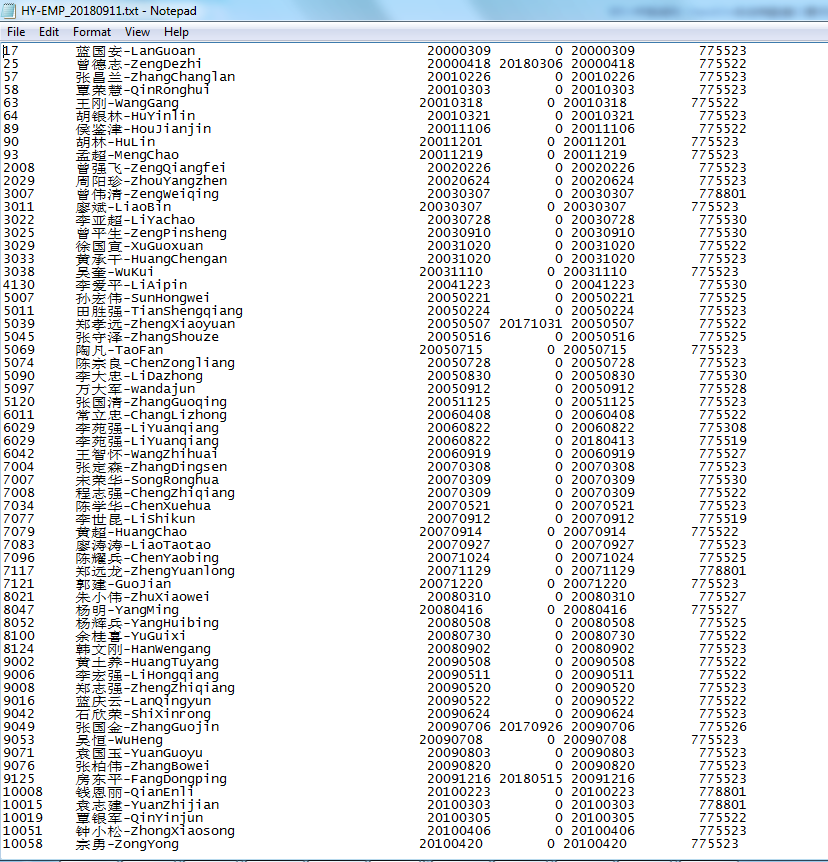 HY-EMP_20180911.txt - Notepad
File Edit Format View Help
17 蓝国安-LanGuoan 20000309 0 20000309 775523
25 曾德志-ZengDezhi 20000418 20180306 20000418 775522
57 张昌兰-ZhangChanglan 20010226 0 20010226 775523
58 覃荣慧-QinRonghui 20010303 0 20010303 775523
63 王刚-WangGang 20010318 0 20010318 775522
64 胡银林-HuYinlin 20010321 0 20010321 775523
89 侯鉴津-HouJianjin 20011106 0 20011106 775522
90 胡林-HuLin 20011201 0 20011201 775523
93 孟超-MengChao 20011219 0 20011219 775523
2008 曾强飞-ZengQiangfei 20020226 0 20020226 775523
2029 周阳珍-ZhouYangzhen 20020624 0 20020624 775523
3007 曾伟清-ZengWeiqing 20030307 0 20030307 778801
3011 廖斌-LiaoBin 20030307 0 20030307 775523
3022 李亚超-LiYachao 20030728 0 20030728 775530
3025 曾平生-ZengPinsheng 20030910 0 20030910 775530
3029 徐国宣-XuGuoxuan 20031020 0 20031020 775522
3033 黄承干-HuangChengan 20031020 0 20031020 775523
3038 吴奎-WuKui 20031110 0 20031110 775523
4130 李爱平-LiAipin 20041223 0 20041223 775530
5007 孙宏伟-SunHongwei 20050221 0 20050221 775525
5011 田胜强-TianShengqiang 20050224 0 20050224 775523
5039 郑孝远-ZhengXiaoyuan 20050507 20171031 20050507 775522
5045 张守泽-ZhangShouze 20050516 0 20050516 775525
5069 陶凡-TaoFan 20050715 0 20050715 775523
5074 陈宗良-ChenZongliang 20050728 0 20050728 775523
5090 李大忠-LiDazhong 20050830 0 20050830 775530
5097 万大军-wandajun 20050912 0 20050912 775528
5120 张国清-ZhangGuoqing 20051125 0 20051125 775523
6011 常立忠-ChangLizhong 20060408 0 20060408 775522
6029 李苑强-LiYuanqiang 20060822 0 20060822 775308
6029 李苑强-LiYuanqiang 20060822 0 20180413 775519
6042 王智怀-WangZhihuai 20060919 0 20060919 775527
7004 张定森-ZhangDingsen 20070308 0 20070308 775523
7007 宋荣华-SongRonghua 20070309 0 20070309 775530
7008 程志强-ChengZhiqiang 20070309 0 20070309 775522
7034 陈学华-ChenXuehua 20070521 0 20070521 775523
7077 李世昆-LiShikun 20070912 0 20070912 775519
7079 黄超-HuangChao 20070914 0 20070914 775522
7083 廖涛涛-LiaoTaotao 20070927 0 20070927 775523
7096 陈耀兵-ChenYaobing 20071024 0 20071024 775525
7117 郑远龙-ZhengYuanlong 20071129 0 20071129 778801
7121 郭建-GuoJian 20071220 0 20071220 775523
8021 朱小伟-ZhuXiaowei 20080310 0 20080310 775527
8047 杨明-YangMing 20080416 0 20080416 775527
8052 杨辉兵-YangHuibing 20080508 0 20080508 775525
8100 余桂喜-YuGuixi 20080730 0 20080730 775522
8124 韩文刚-HanWengang 20080902 0 20080902 775523
9002 黄土养-HuangTuyang 20090508 0 20090508 775522
9006 李宏强-LiHongqiang 20090511 0 20090511 775522
9008 郑志强-ZhengZhiqiang 20090520 0 20090520 775523
9016 蓝庆云-LanQingyun 20090522 0 20090522 775522
9042 石欣荣-ShiXinrong 20090624 0 20090624 775523
9049 张国金-ZhangGuojin 20090706 20170926 20090706 775526
9053 吴恒-WuHeng 20090708 0 20090708 775523
9071 袁国玉-YuanGuoyu 20090803 0 20090803 775523
9076 张柏伟-ZhangBowei 20090820 0 20090820 775523
9125 房东平-FangDongping 20091216 20180515 20091216 775523
10008 钱恩丽-QianEnli 20100223 0 20100223 778801
10015 袁志建-YuanZhijian 20100303 0 20100303 778801
10019 覃银军-QinYinjun 20100305 0 20100305 775522
10051 钟小松-ZhongXiaosong 20100406 0 20100406 775523
10058 宗勇-ZongYong 20100420 0 20100420 775523